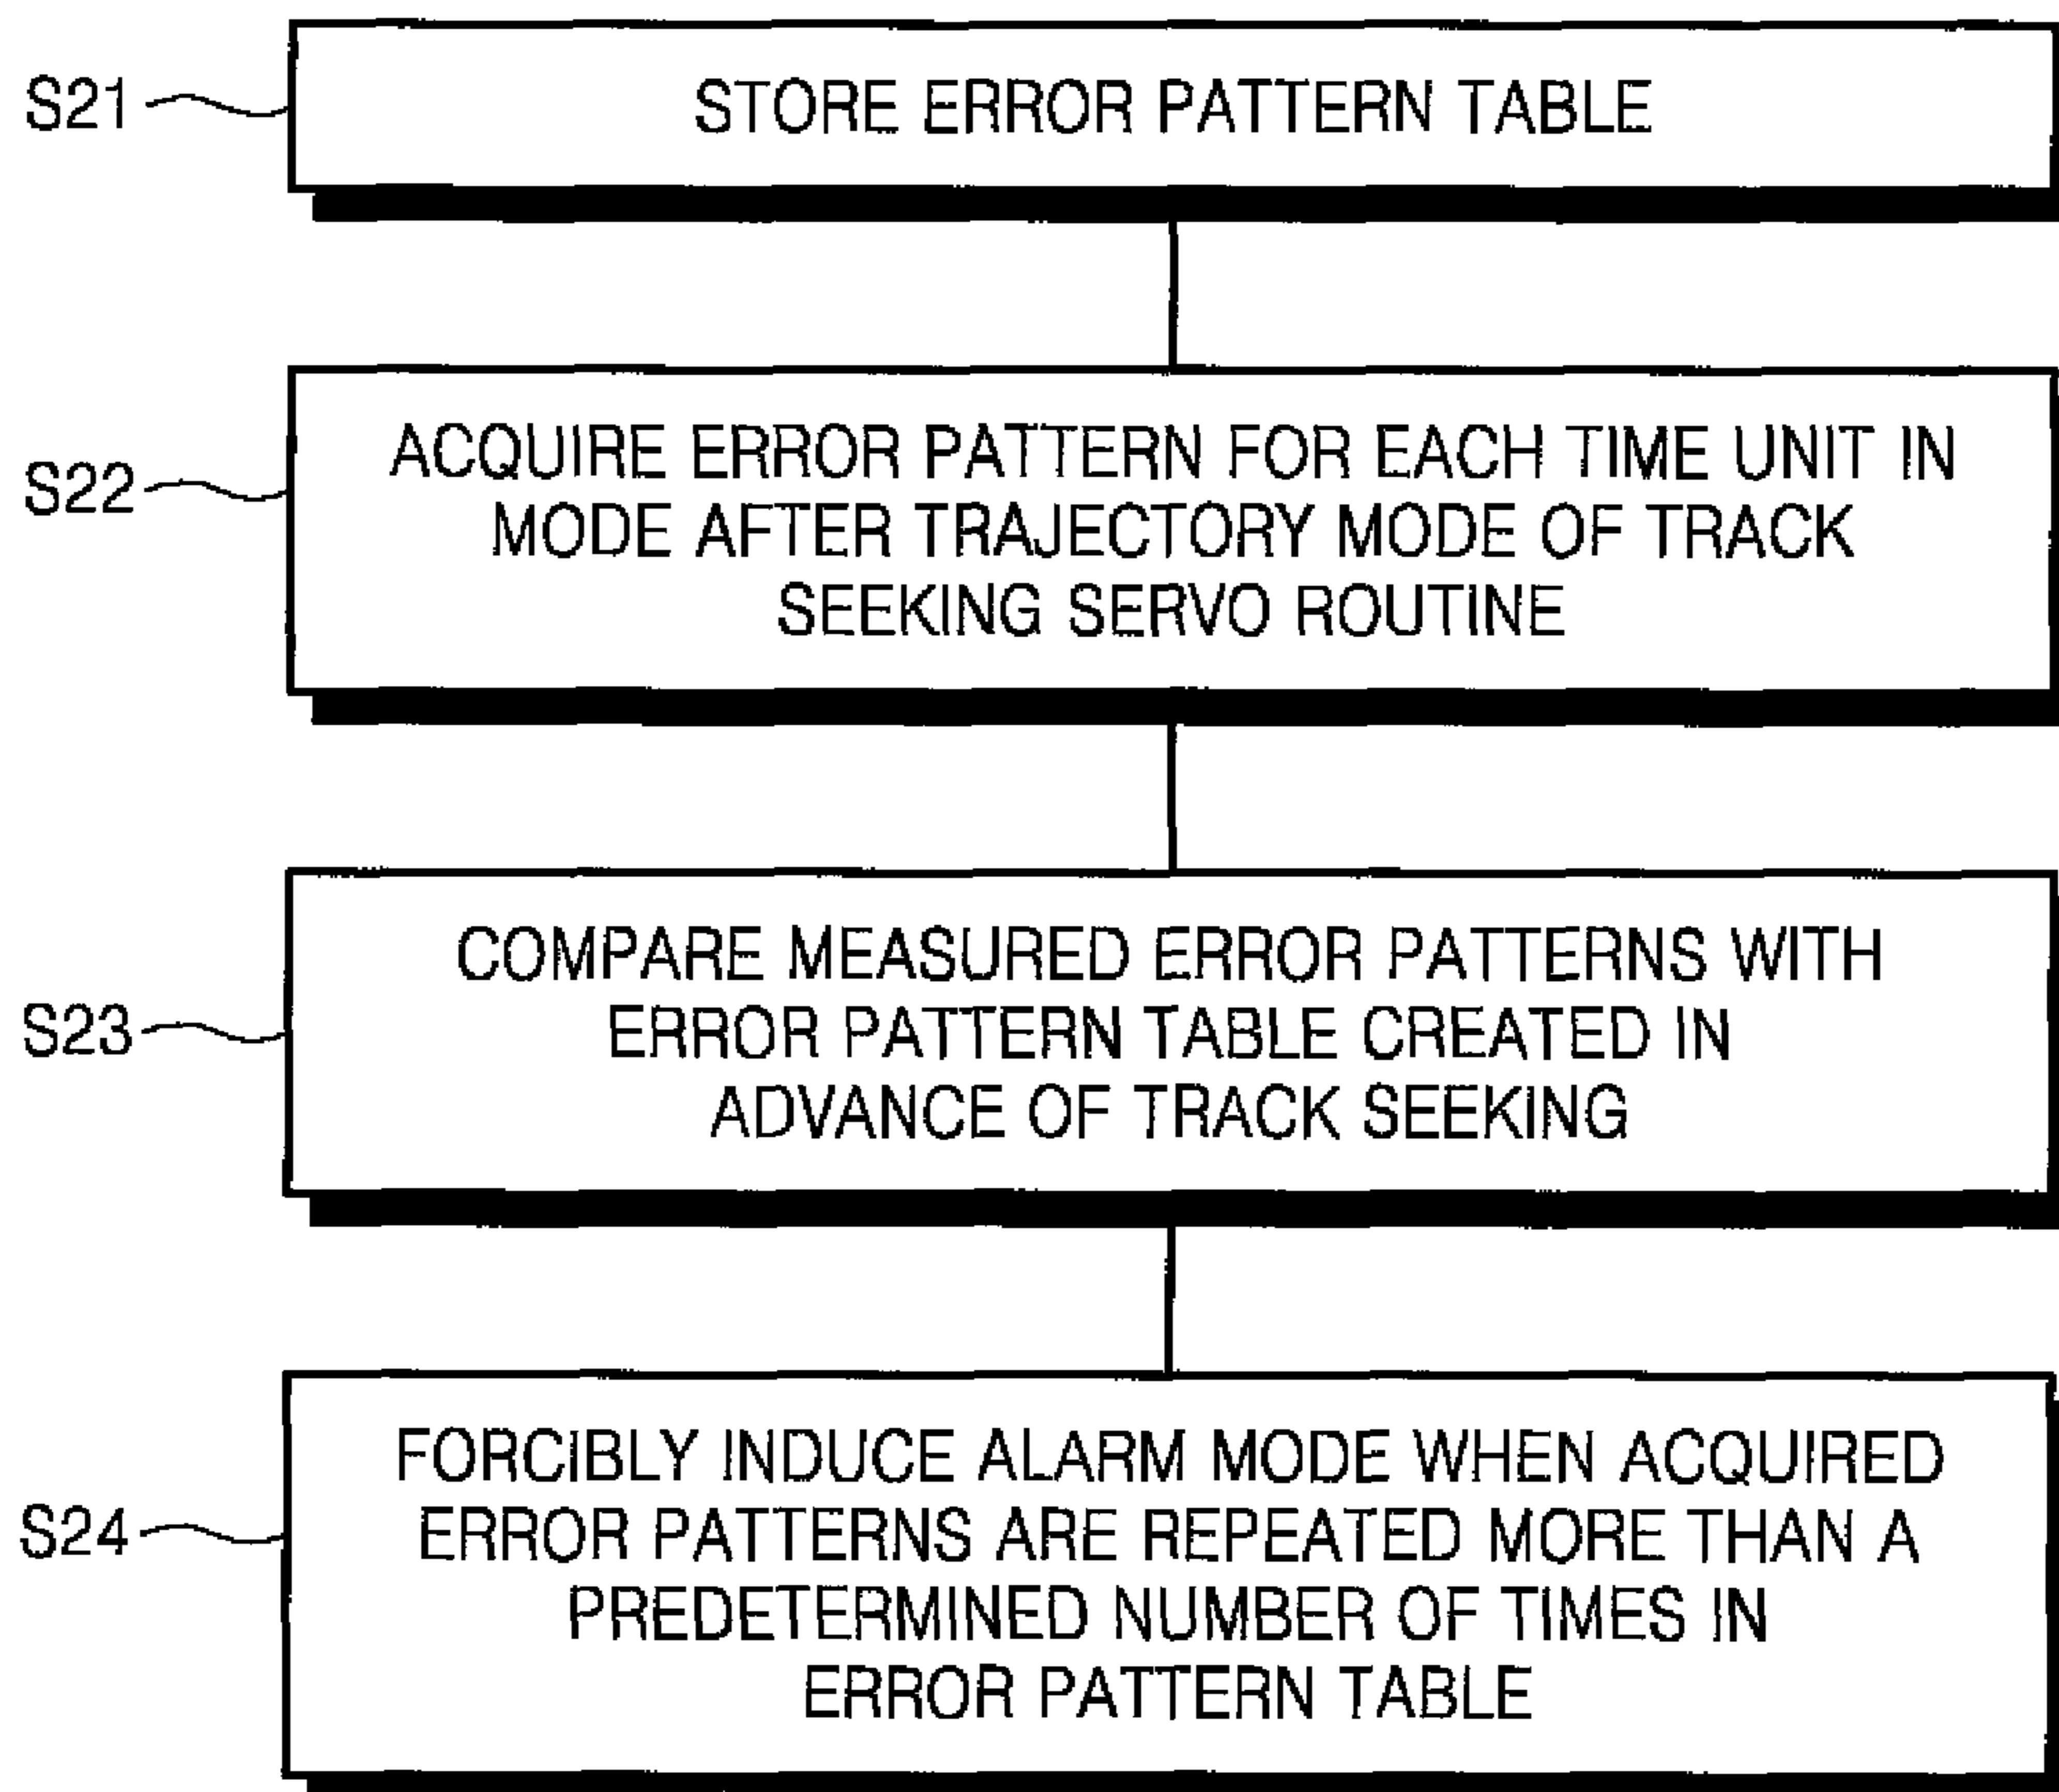 S21
STORE ERROR PATTERN TABLE
S22
ACQUIRE ERROR PATTERN FOR EACH TIME UNIT IN
MODE AFTER TRAJECTORY MODE OF TRACK
SEEKING SERVO ROUTINE
S23
COMPARE MEASURED ERROR PATTERNS WITH
ERROR PATTERN TABLE CREATED IN
ADVANCE OF TRACK SEEKING
S24
FORCIBLY INDUCE ALARM MODE WHEN ACQUIRED
ERROR PATTERNS ARE REPEATED MORE THAN A
PREDETERMINED NUMBER OF TIMES IN
ERROR PATTERN TABLE